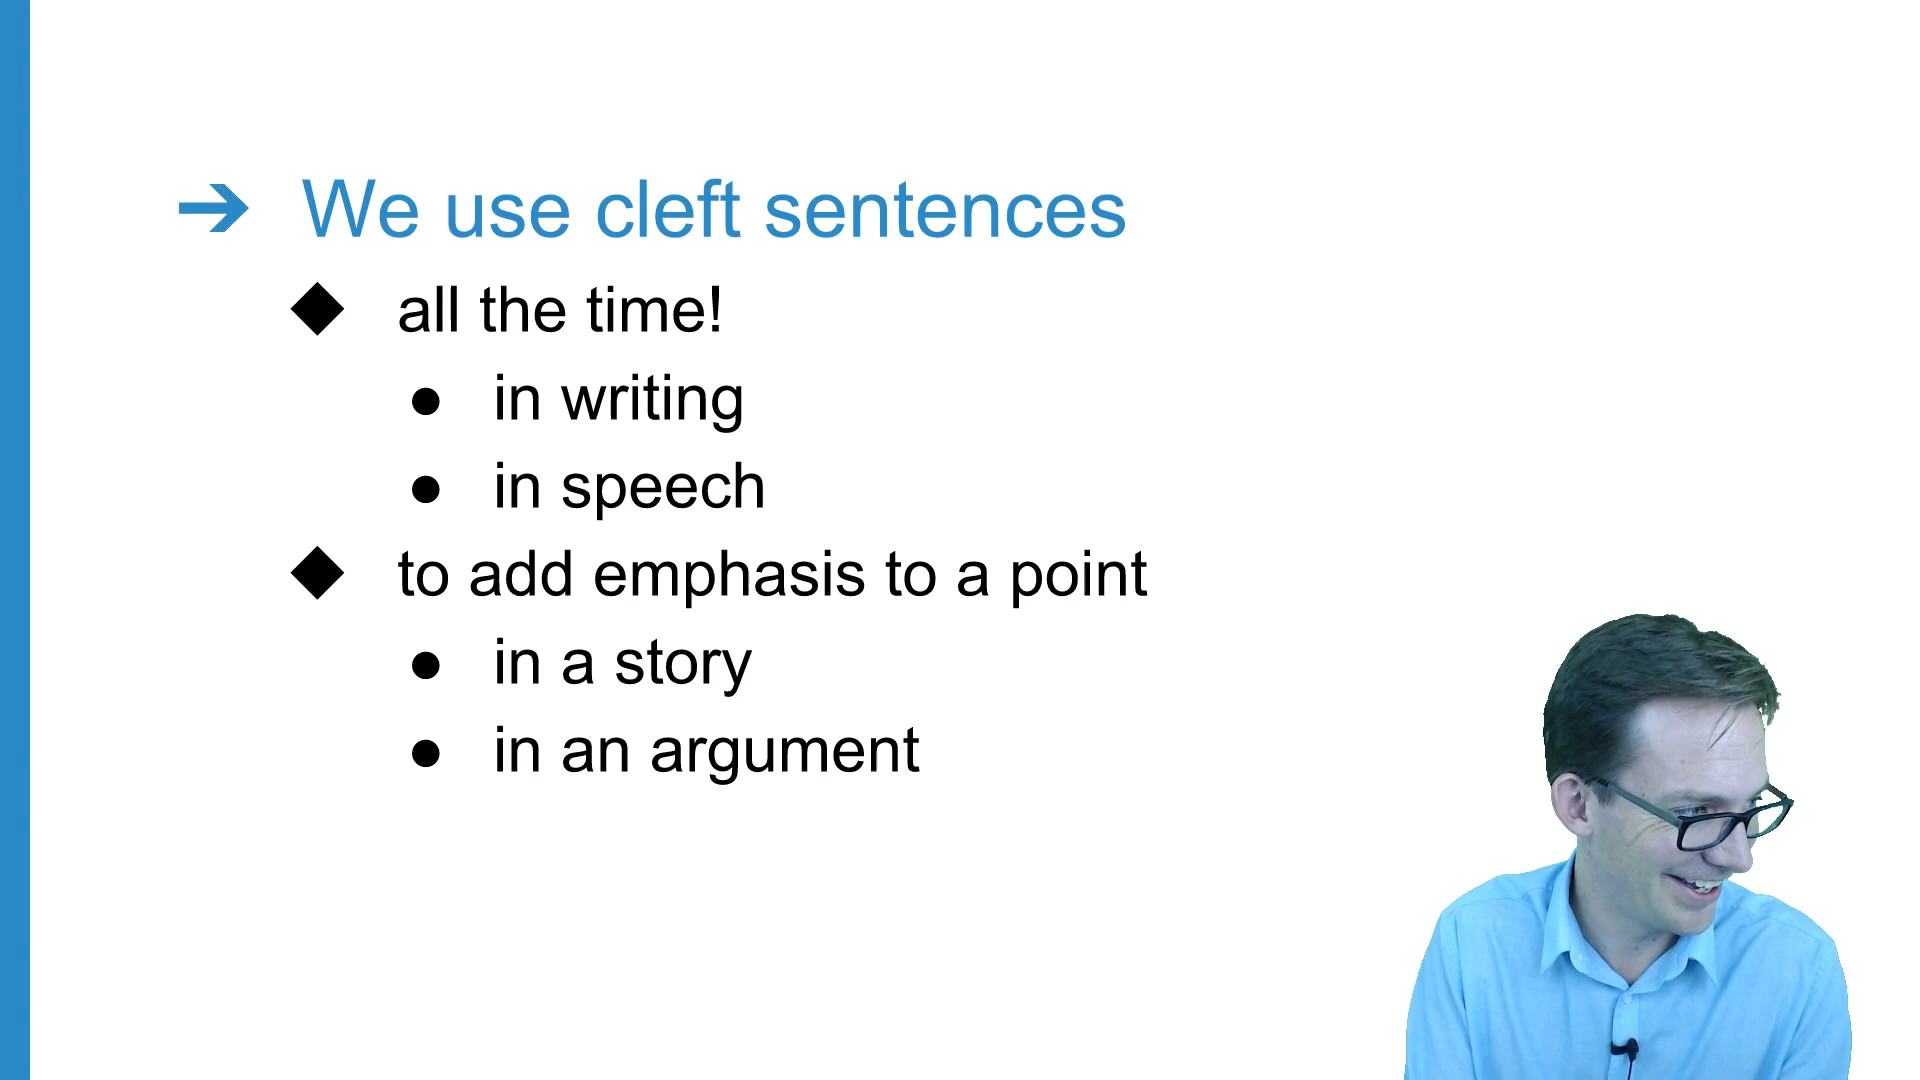 ➔ We use cleft sentences
◆ all the time!
● in writing
● in speech
◆ to add emphasis to a point
● in a story
● in an argument